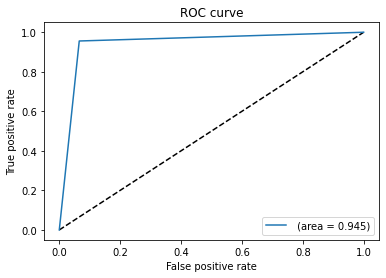 ROC curve
True positive rate
1.0
0.8
0.6
0.4
0.2
0.0
(area = 0.945)
0.0 0.2 0.4 0.6 0.8 1.0
False positive rate